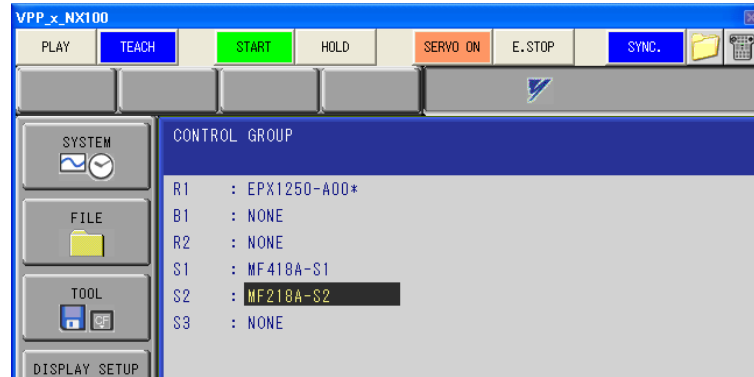 VPP_x_NX100
PLAY TEACH START HOLD SERVO ON E.STOP SYNC.
SYSTEM
CONTROL GROUP
R1 : EPX1250-A00*
FILE
B1 : NONE
R2 : NONE
S1 : MF418A-S1
TOOL
S2 : MF218A-S2
CF
S3 : NONE
DISPLAY SETUP